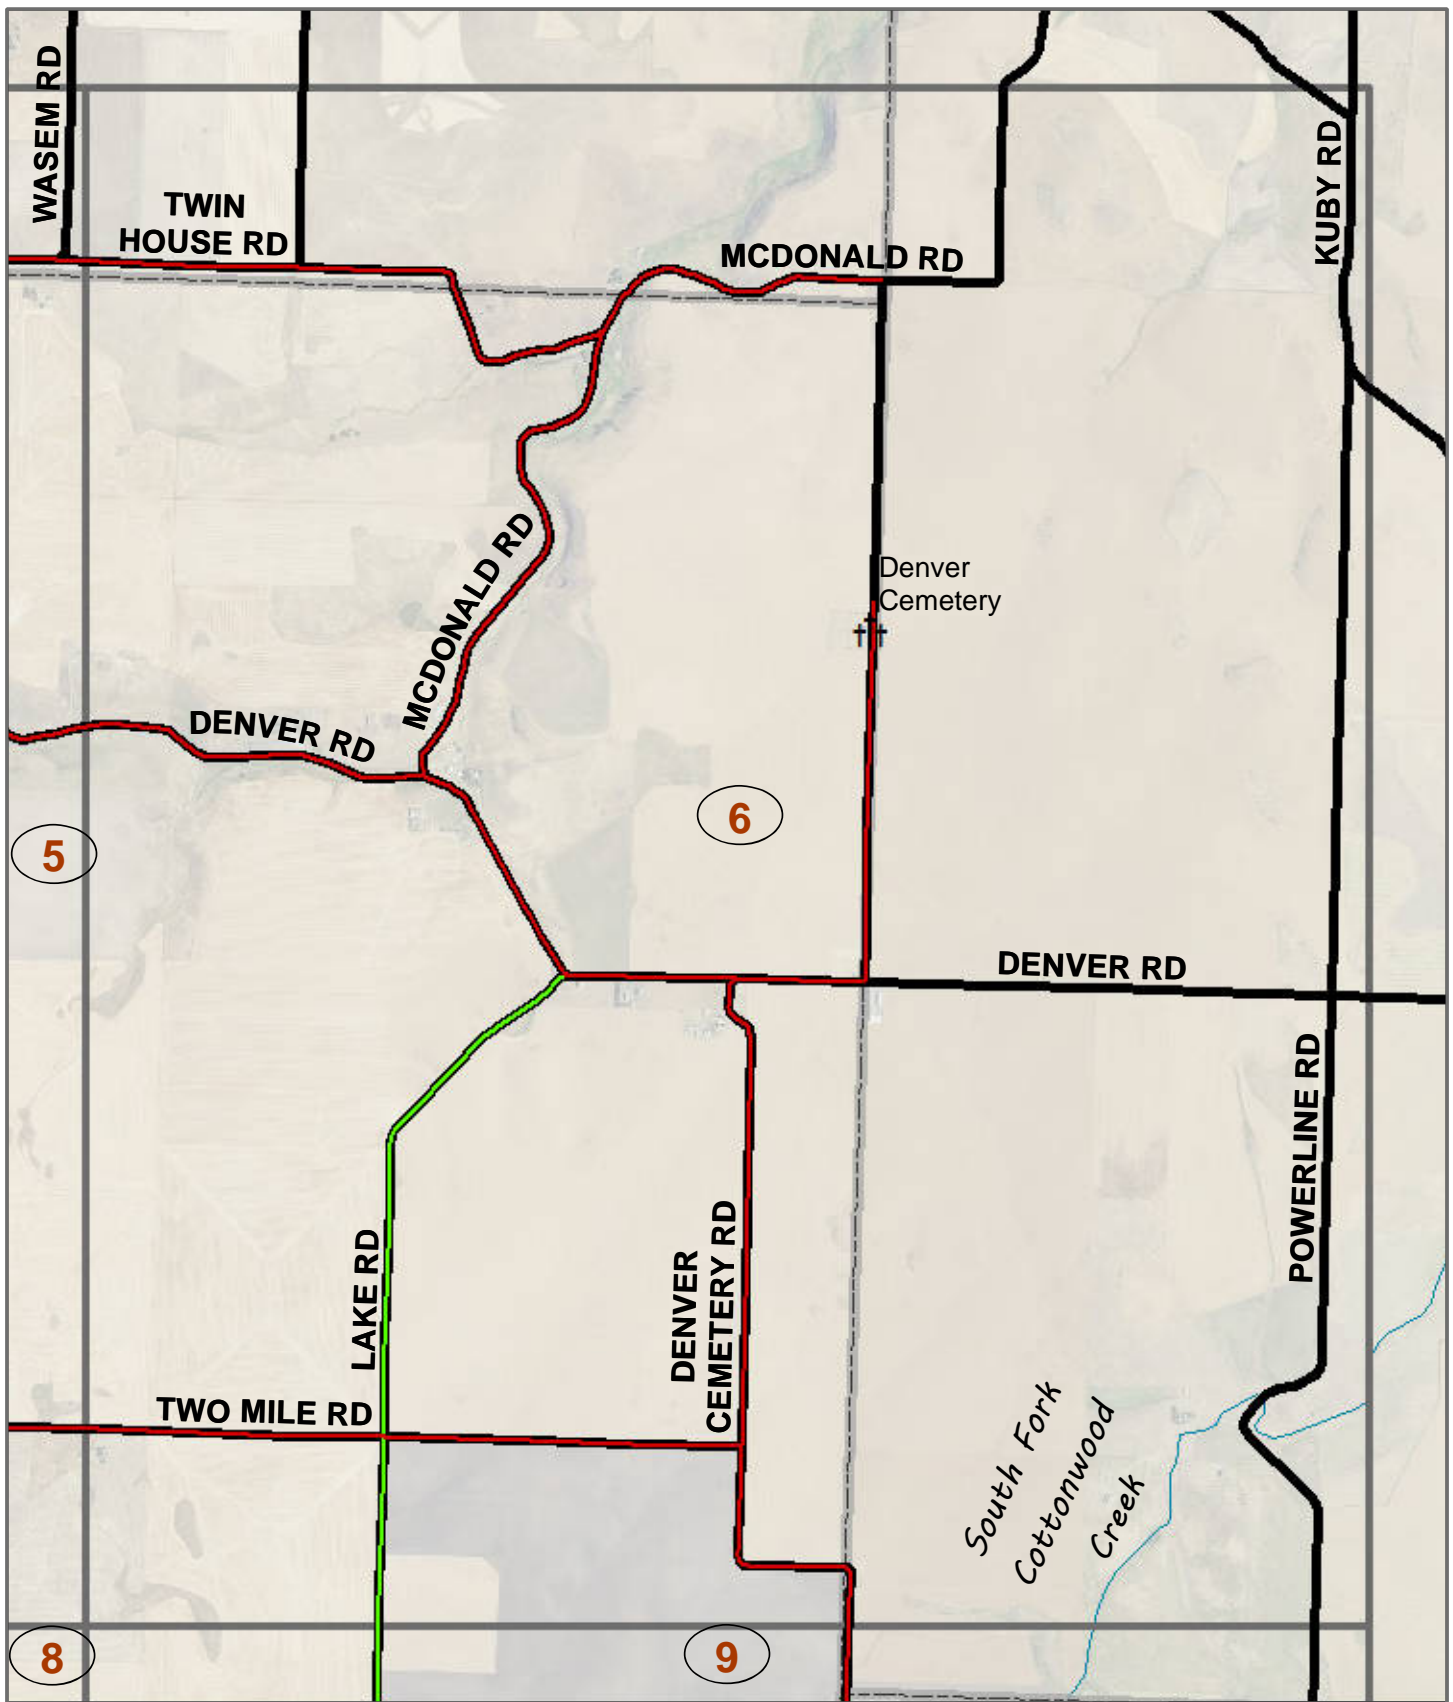 WASEM RD
TWIN
HOUSE RD
MCDONALD RD
KUBY RD
MCDONALD RD
Denver
Cemetery
DENVER RD
6
5
DENVER RD
POWERLINE RD
LAKE RD
DENVER
CEMETERY RD
TWO MILE RD
South Fork
Cottonwood
Creek
8
9